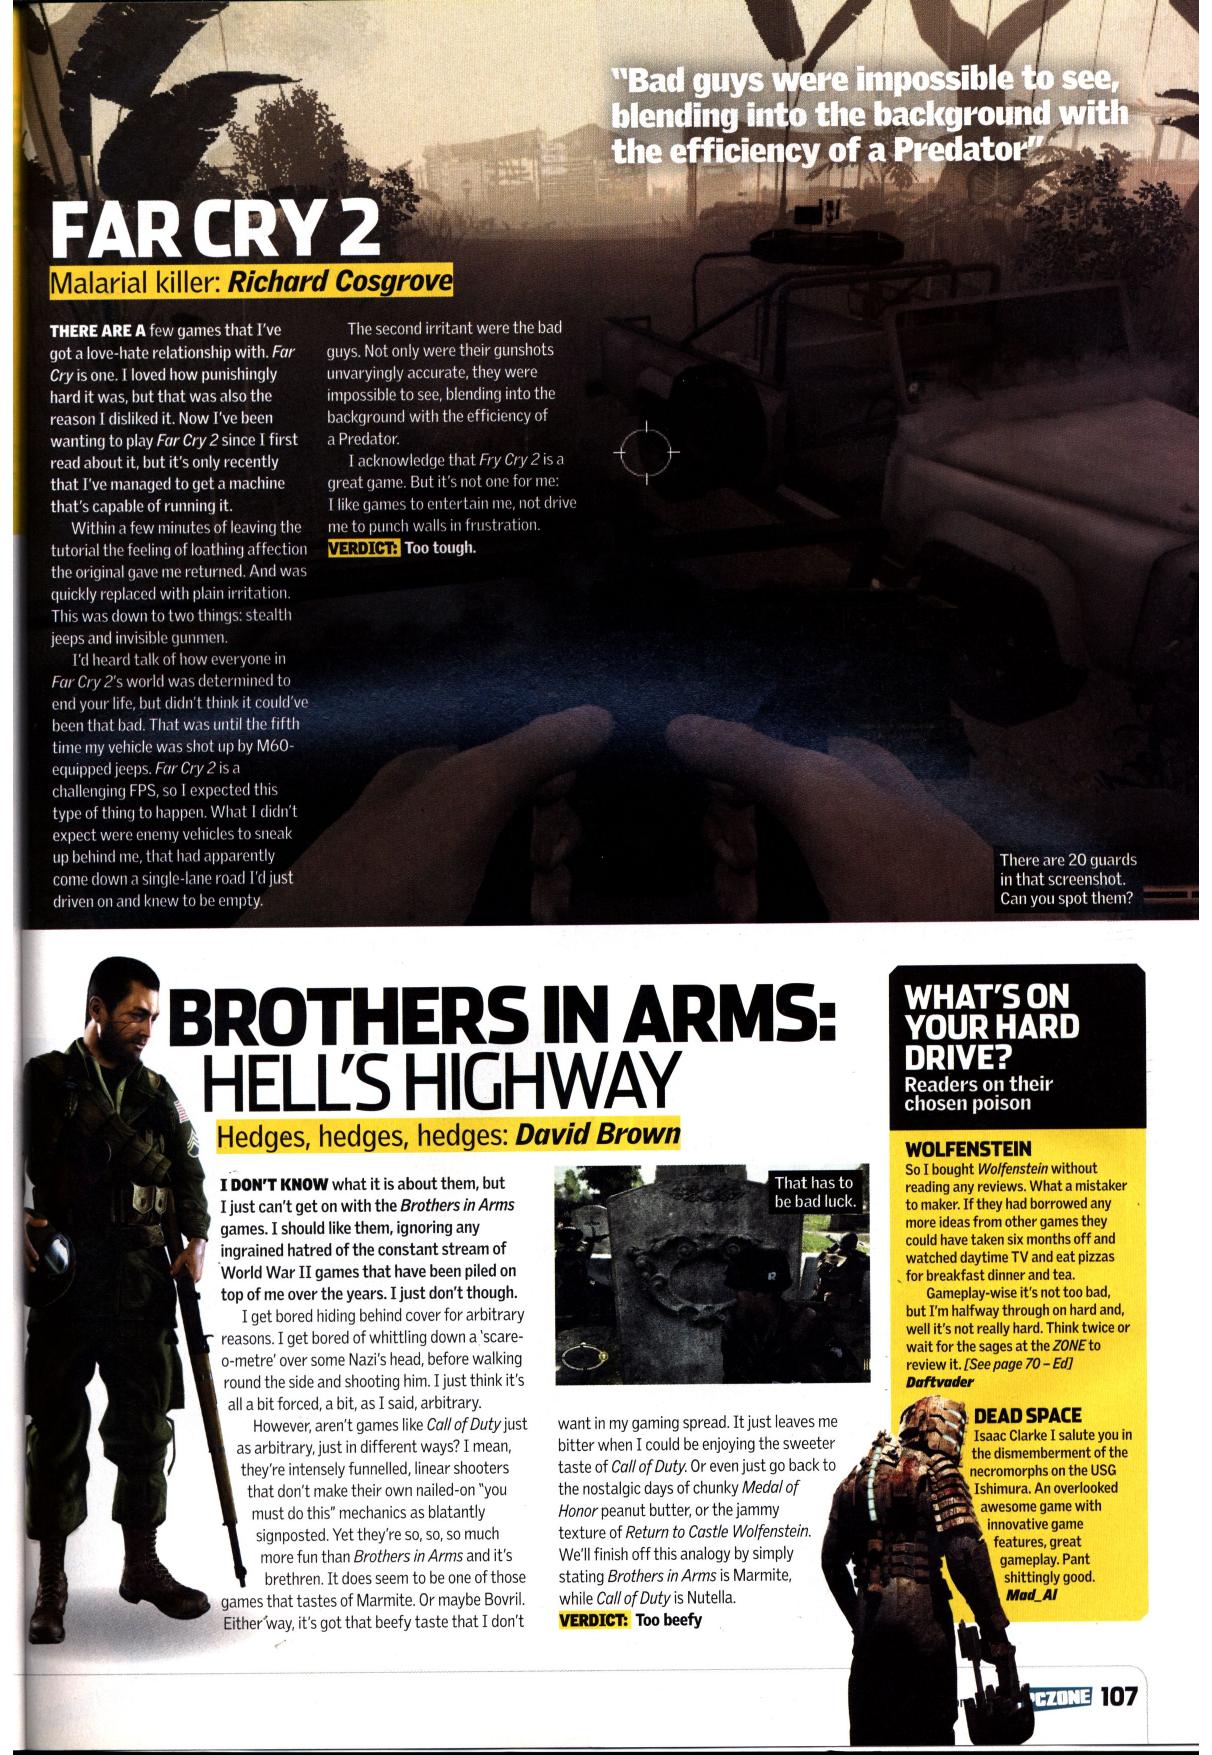 "Bad guys were impossible to see,
blending into the background with
the efficiency of a Predator"
FAR CRY 2
Malarial killer: Richard Cosgrove
THERE ARE A few games that I've
got a love-hate relationship with. Far
Cry is one. I loved how punishingly
hard it was, but that was also the
reason I disliked it. Now I've been
wanting to play Far Cry 2 since I first
read about it, but it's only recently
that I've managed to get a machine
that's capable of running it.
Within a few minutes of leaving the
tutorial the feeling of loathing affection
the original gave me returned. And was
quickly replaced with plain irritation.
This was down to two things: stealth
jeeps and invisible gunmen.
I'd heard talk of how everyone in
Far Cry 2's world was determined to
end your life, but didn't think it could've
been that bad. That was until the fifth
time my vehicle was shot up by M60-
equipped jeeps. Far Cry 2 is a
challenging FPS, so I expected this
type of thing to happen. What I didn't
expect were enemy vehicles to sneak
up behind me, that had apparently
come down a single-lane road I'd just
driven on and knew to be empty.
The second irritant were the bad
guys. Not only were their gunshots
unvaryingly accurate, they were
impossible to see, blending into the
background with the efficiency of
a Predator.
I acknowledge that Fry Cry 2 is a
great game. But it's not one for me:
I like games to entertain me, not drive
me to punch walls in frustration.
VERDICT: Too tough.
There are 20 guards
in that screenshot.
Can you spot them?
BROTHERS IN ARMS:
HELL'S HIGHWAY
Hedges, hedges, hedges: David Brown
I DON'T KNOW what it is about them, but
I just can't get on with the Brothers in Arms
games. I should like them, ignoring any
ingrained hatred of the constant stream of
World War II games that have been piled on
top of me over the years. I just don't though.
I get bored hiding behind cover for arbitrary
reasons. I get bored of whittling down a 'scare-
o-metre' over some Nazi's head, before walking
round the side and shooting him. I just think it's
all a bit forced, a bit, as I said, arbitrary.
However, aren't games like Call of Duty just
as arbitrary, just in different ways? I mean,
they're intensely funnelled, linear shooters
that don't make their own nailed-on "you
must do this" mechanics as blatantly
signposted. Yet they're so, so, so much
more fun than Brothers in Arms and it's
brethren. It does seem to be one of those
games that tastes of Marmite. Or maybe Bovril.
Either way, it's got that beefy taste that I don't
That has to
be bad luck.
want in my gaming spread. It just leaves me
bitter when I could be enjoying the sweeter
taste of Call of Duty. Or even just go back to
the nostalgic days of chunky Medal of
Honor peanut butter, or the jammy
texture of Return to Castle Wolfenstein.
We'll finish off this analogy by simply
stating Brothers in Arms is Marmite,
while Call of Duty is Nutella.
VERDICT: Too beefy
WHAT'S ON
YOUR HARD
DRIVE?
Readers on their
chosen poison
WOLFENSTEIN
So I bought Wolfenstein without
reading any reviews. What a mistaker
to maker. If they had borrowed any
more ideas from other games they
could have taken six months off and
watched daytime TV and eat pizzas
for breakfast dinner and tea.
Gameplay-wise it's not too bad,
but I'm halfway through on hard and,
well it's not really hard. Think twice or
wait for the sages at the ZONE to
review it. [See page 70 – Ed]
Daftvader
DEAD SPACE
Isaac Clarke I salute you in
the dismemberment of the
necromorphs on the USG
Ishimura. An overlooked
awesome game with
innovative game
features, great
gameplay. Pant
shittingly good.
Mad_Al
PCZONE 107